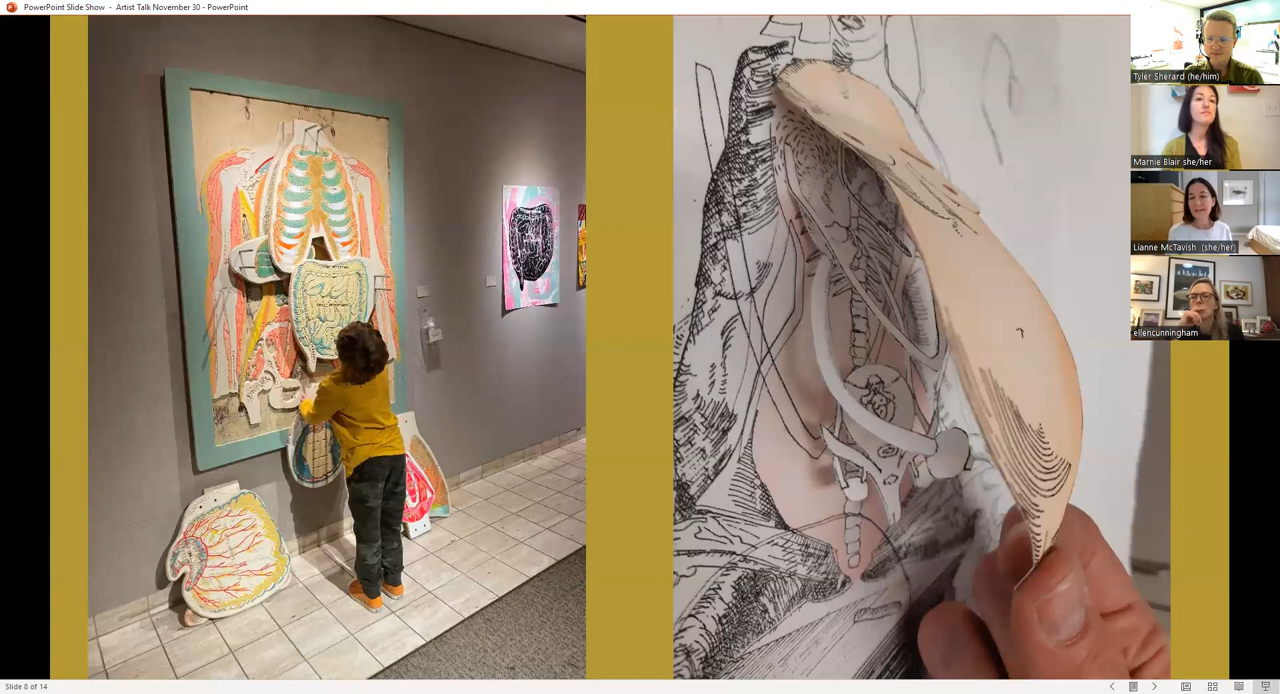 PowerPoint Slide Show - Artist Talk November 30 - PowerPoint
Tyler Sherard (he/him)
Marnie Blair she/her
Lianne McTavish (she/her)
ellencunningham
Slide 8 of 14